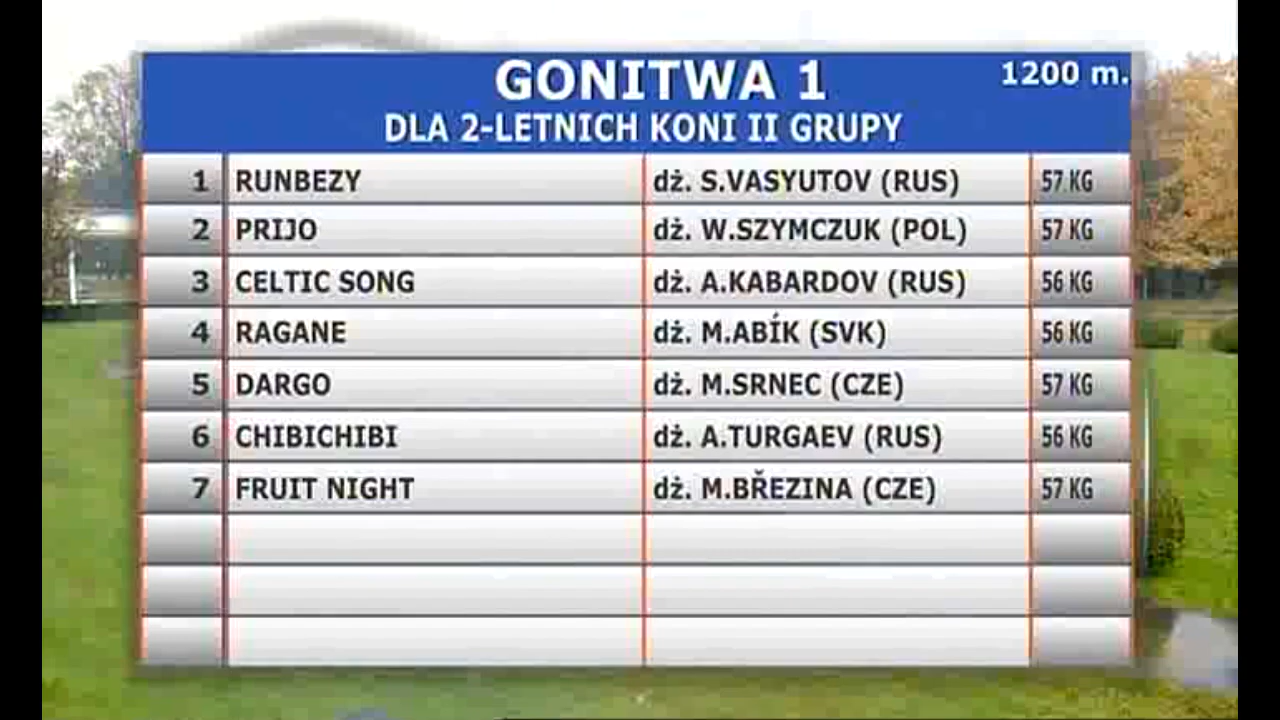 GONITWA 1
1200 m.
DLA 2-LETNICH KONI II GRUPY
1 RUNBEZY dż. S.VASYUTOV (RUS) 57 KG
2 PRIJO dż. W.SZYMCZUK (POL) 57 KG
3 CELTIC SONG dż. A.KABARDOV (RUS) 56 KG
4 RAGANE dż. M.ABÍK (SVK) 56 KG
5 DARGO dż. M.SRNEC (CZE) 57 KG
6 CHIBICHIBI dż. A.TURGAEV (RUS) 56 KG
7 FRUIT NIGHT dż. M.BŘEZINA (CZE) 57 KG